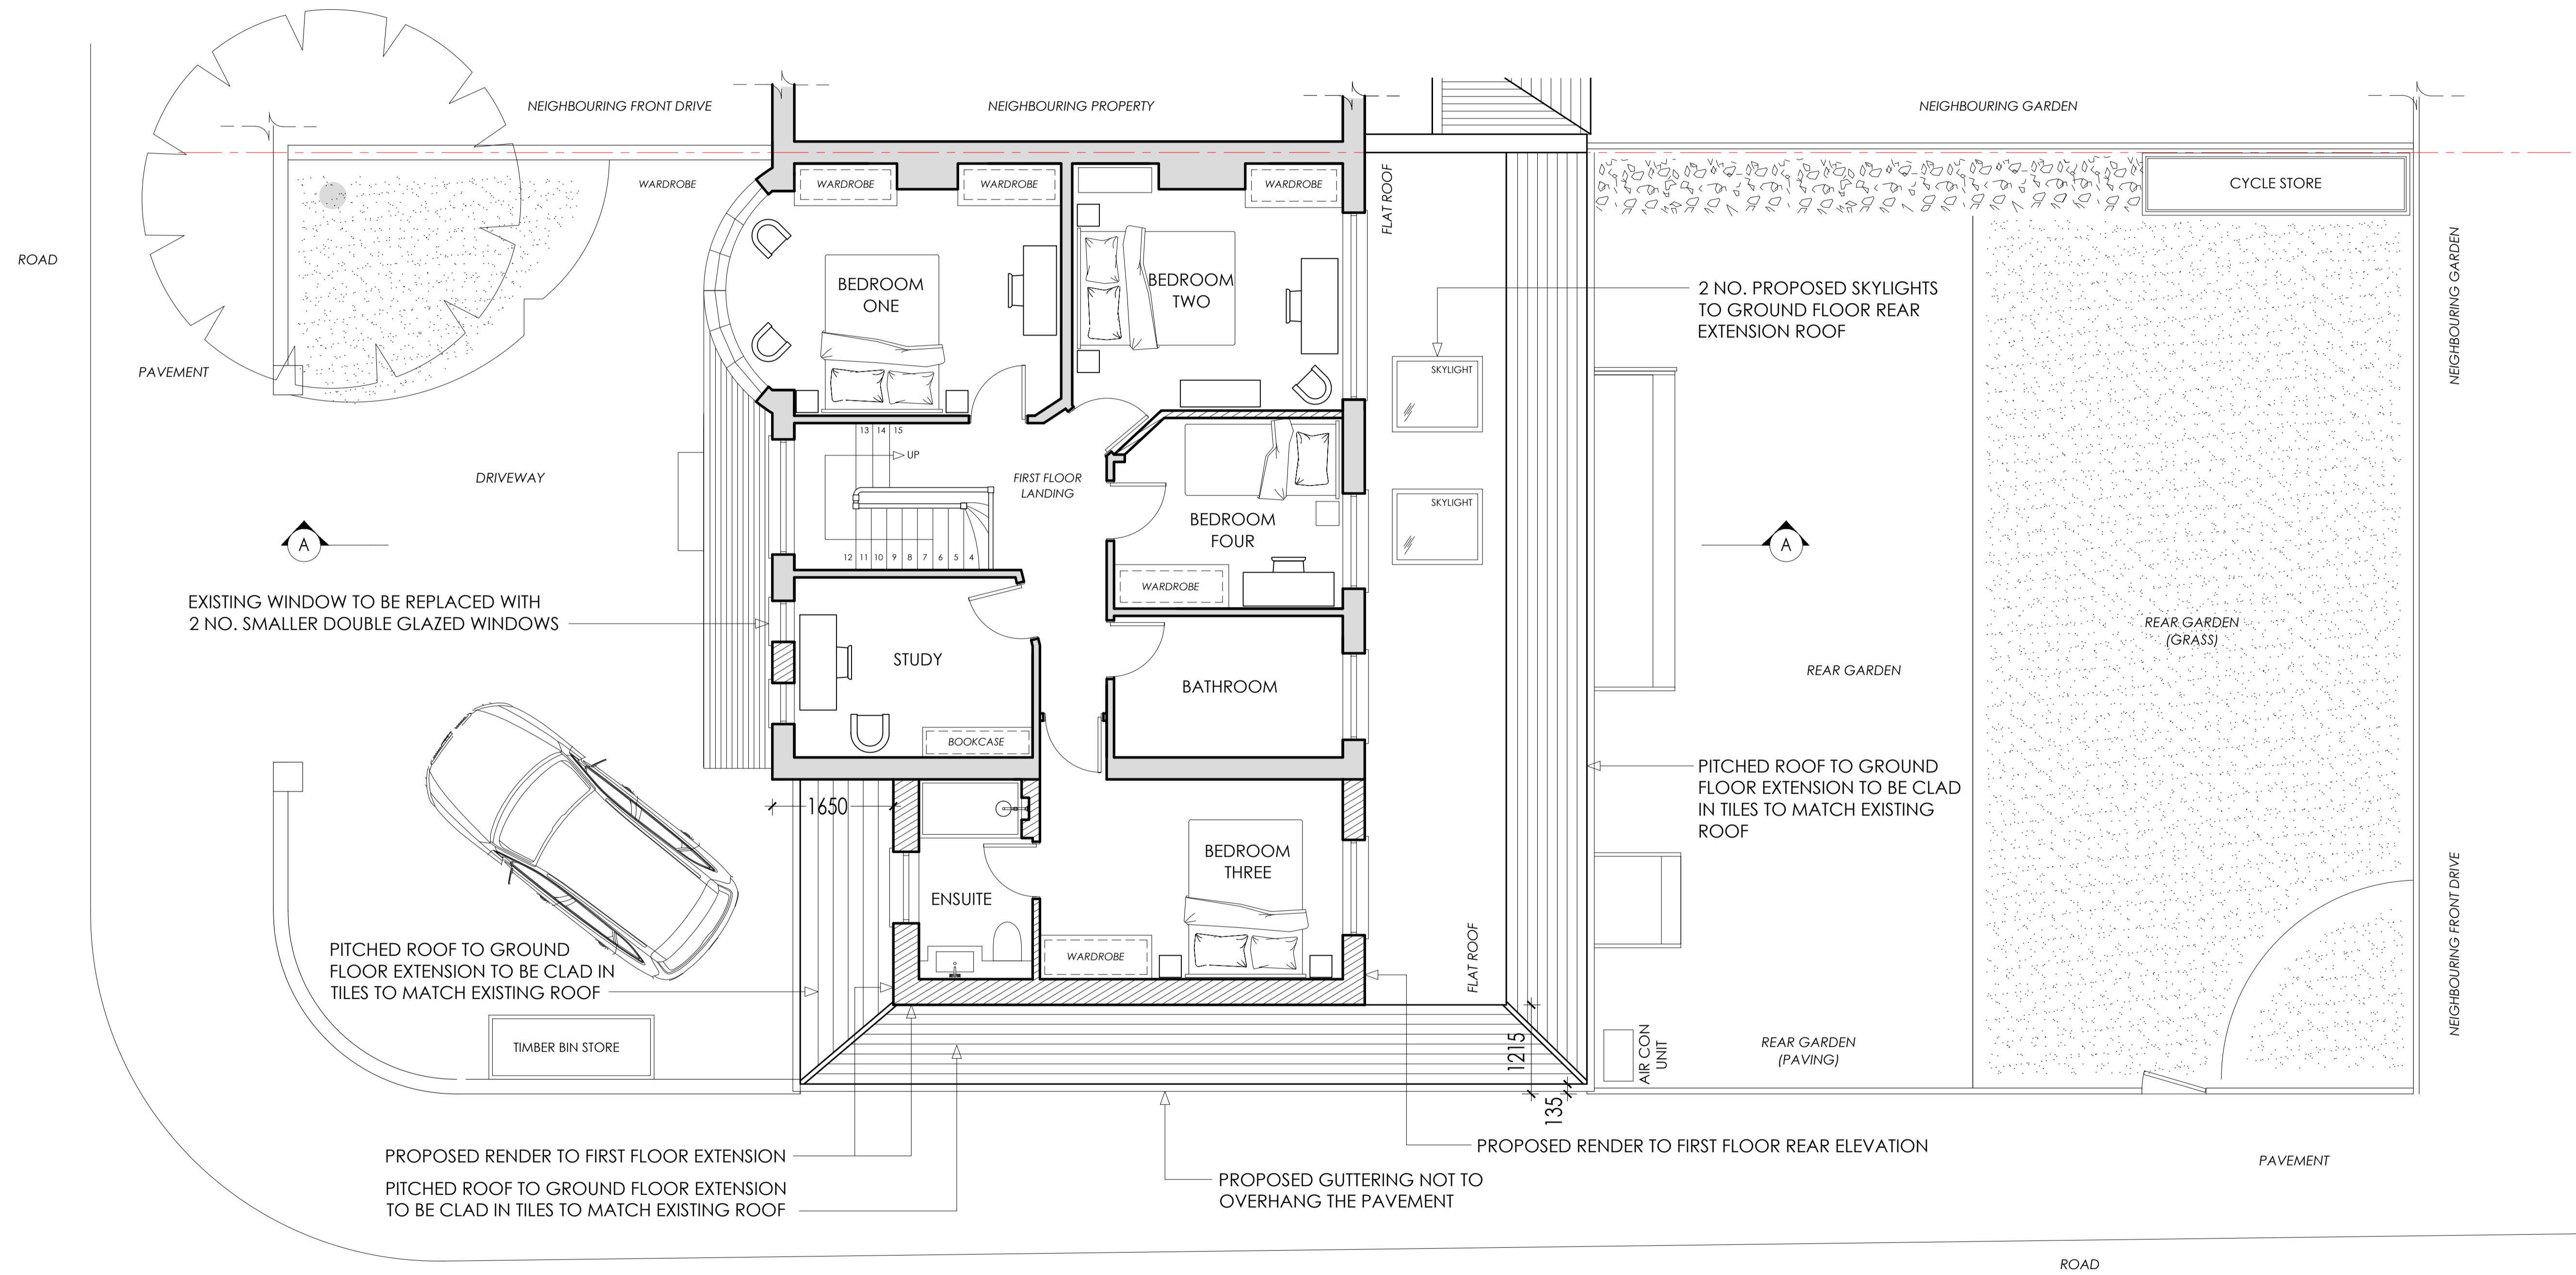 NEIGHBOURING FRONT DRIVE
NEIGHBOURING PROPERTY
NEIGHBOURING GARDEN
WARDROBE
WARDROBE
WARDROBE
WARDROBE
CYCLE STORE
FLAT ROOF
ROAD
NEIGHBOURING GARDEN
BEDROOM
ONE
BEDROOM
TWO
2 NO. PROPOSED SKYLIGHTS
TO GROUND FLOOR REAR
EXTENSION ROOF
PAVEMENT
SKYLIGHT
13 14 15
UP
DRIVEWAY
FIRST FLOOR
LANDING
SKYLIGHT
BEDROOM
FOUR
A
A
12 11 10 9 8 7 6 5 4
WARDROBE
EXISTING WINDOW TO BE REPLACED WITH
2 NO. SMALLER DOUBLE GLAZED WINDOWS
REAR GARDEN
(GRASS)
STUDY
REAR GARDEN
BATHROOM
BOOKCASE
PITCHED ROOF TO GROUND
FLOOR EXTENSION TO BE CLAD
IN TILES TO MATCH EXISTING
ROOF
1650
BEDROOM
THREE
ENSUITE
NEIGHBOURING FRONT DRIVE
PITCHED ROOF TO GROUND
FLOOR EXTENSION TO BE CLAD IN
TILES TO MATCH EXISTING ROOF
WARDROBE
FLAT ROOF
TIMBER BIN STORE
1215
AIR CON
UNIT
REAR GARDEN
(PAVING)
135
PROPOSED RENDER TO FIRST FLOOR EXTENSION
PROPOSED RENDER TO FIRST FLOOR REAR ELEVATION
PAVEMENT
PITCHED ROOF TO GROUND FLOOR EXTENSION
TO BE CLAD IN TILES TO MATCH EXISTING ROOF
PROPOSED GUTTERING NOT TO
OVERHANG THE PAVEMENT
ROAD